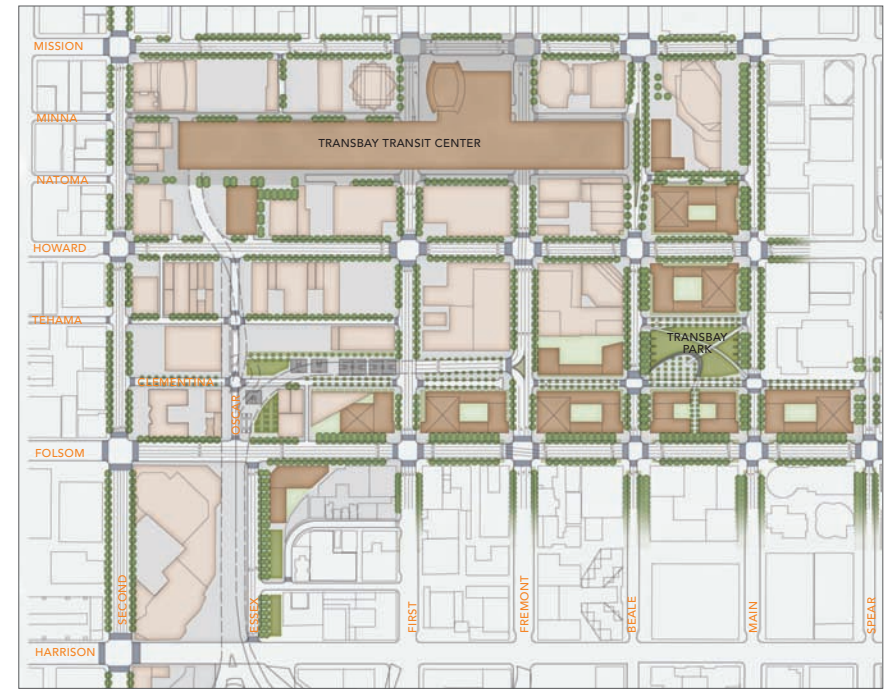 MISSION
MINNA
TRANSBAY TRANSIT CENTER
NATOMA
HOWARD
TEHAMA
TRANSBAY
PARK
CLEMENTINA
OSCAR
FOLSOM
SECOND
ESSEX
FIRST
FREMONT
BEALE
MAIN
SPEAR
HARRISON